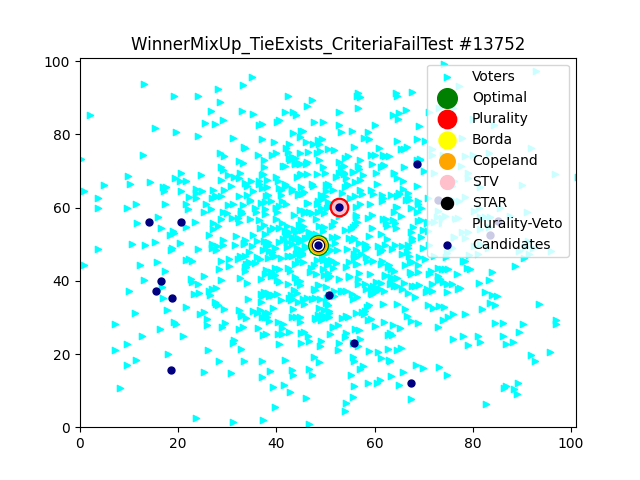 WinnerMixUp_TieExists_CriteriaFailTest #13752
100
80
60
40
20
0
0
20
40
60
80
100
Voters
Optimal
Plurality
Borda
Copeland
STV
STAR
Plurality-Veto
Candidates